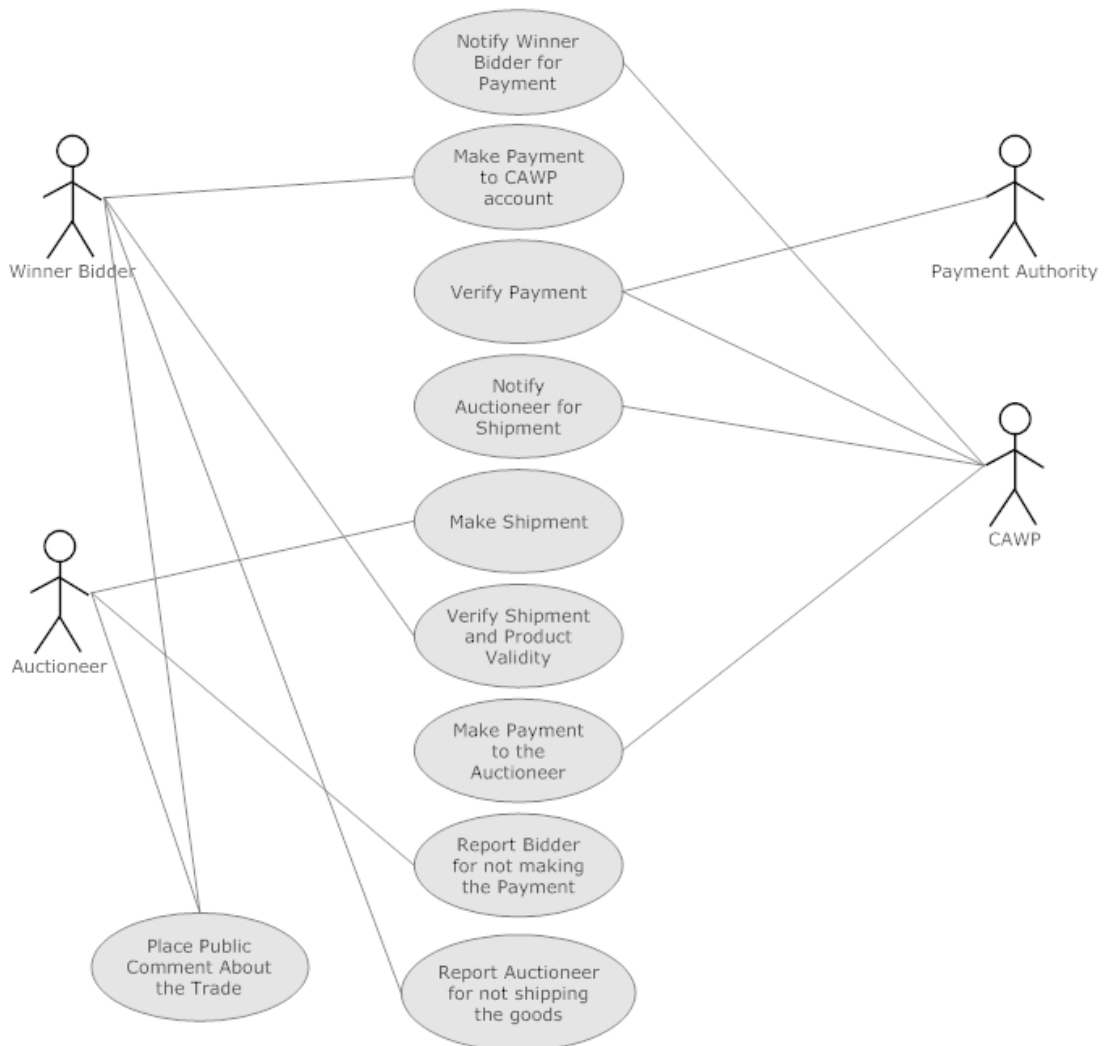 Notify Winner
Bidder for
Payment
Make Payment
to CAWP
account
Winner Bidder
Payment Authority
Verify Payment
Notify
Auctioneer for
Shipment
Make Shipment
CAWP
Verify Shipment
and Product
Validity
Auctioneer
Make Payment
to the
Auctioneer
Report Bidder
for not making
the Payment
Place Public
Comment About
the Trade
Report Auctioneer
for not shipping
the goods